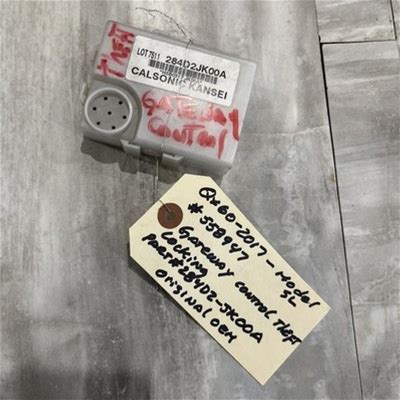 LOT 7511 284D2JK00A
CALSONIC KANSEI
GATEWAY
CONTROL
QX60-2017-Model
SL
#558947
Gateway control Theft
Locking
PART#284D2-JK00A
ORIGINAL OEM